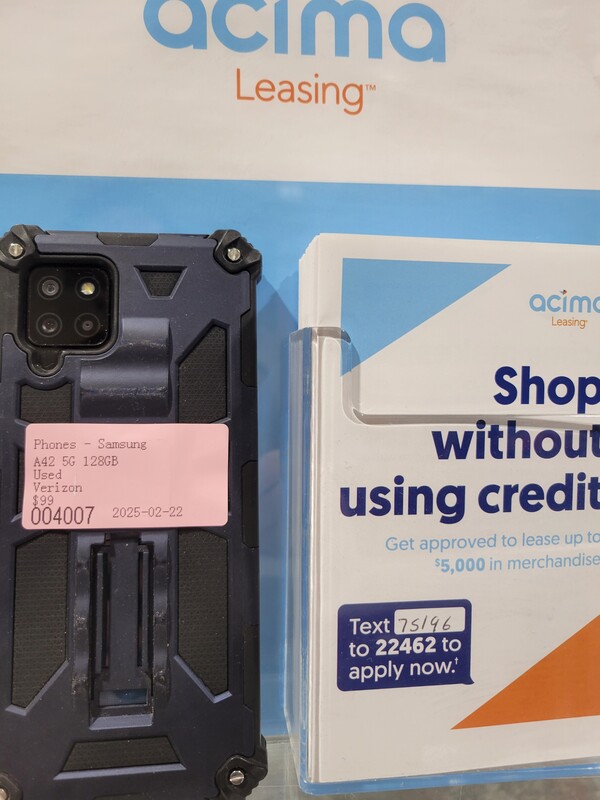 acima
Leasing™
Phones - Samsung
A42 5G 128GB
Used
Verizon
$99
004007 2025-02-22
acima
Leasing
Shop
without
using credit
Get approved to lease up to
$5,000 in merchandise
Text 75196
to 22462 to
apply now.†